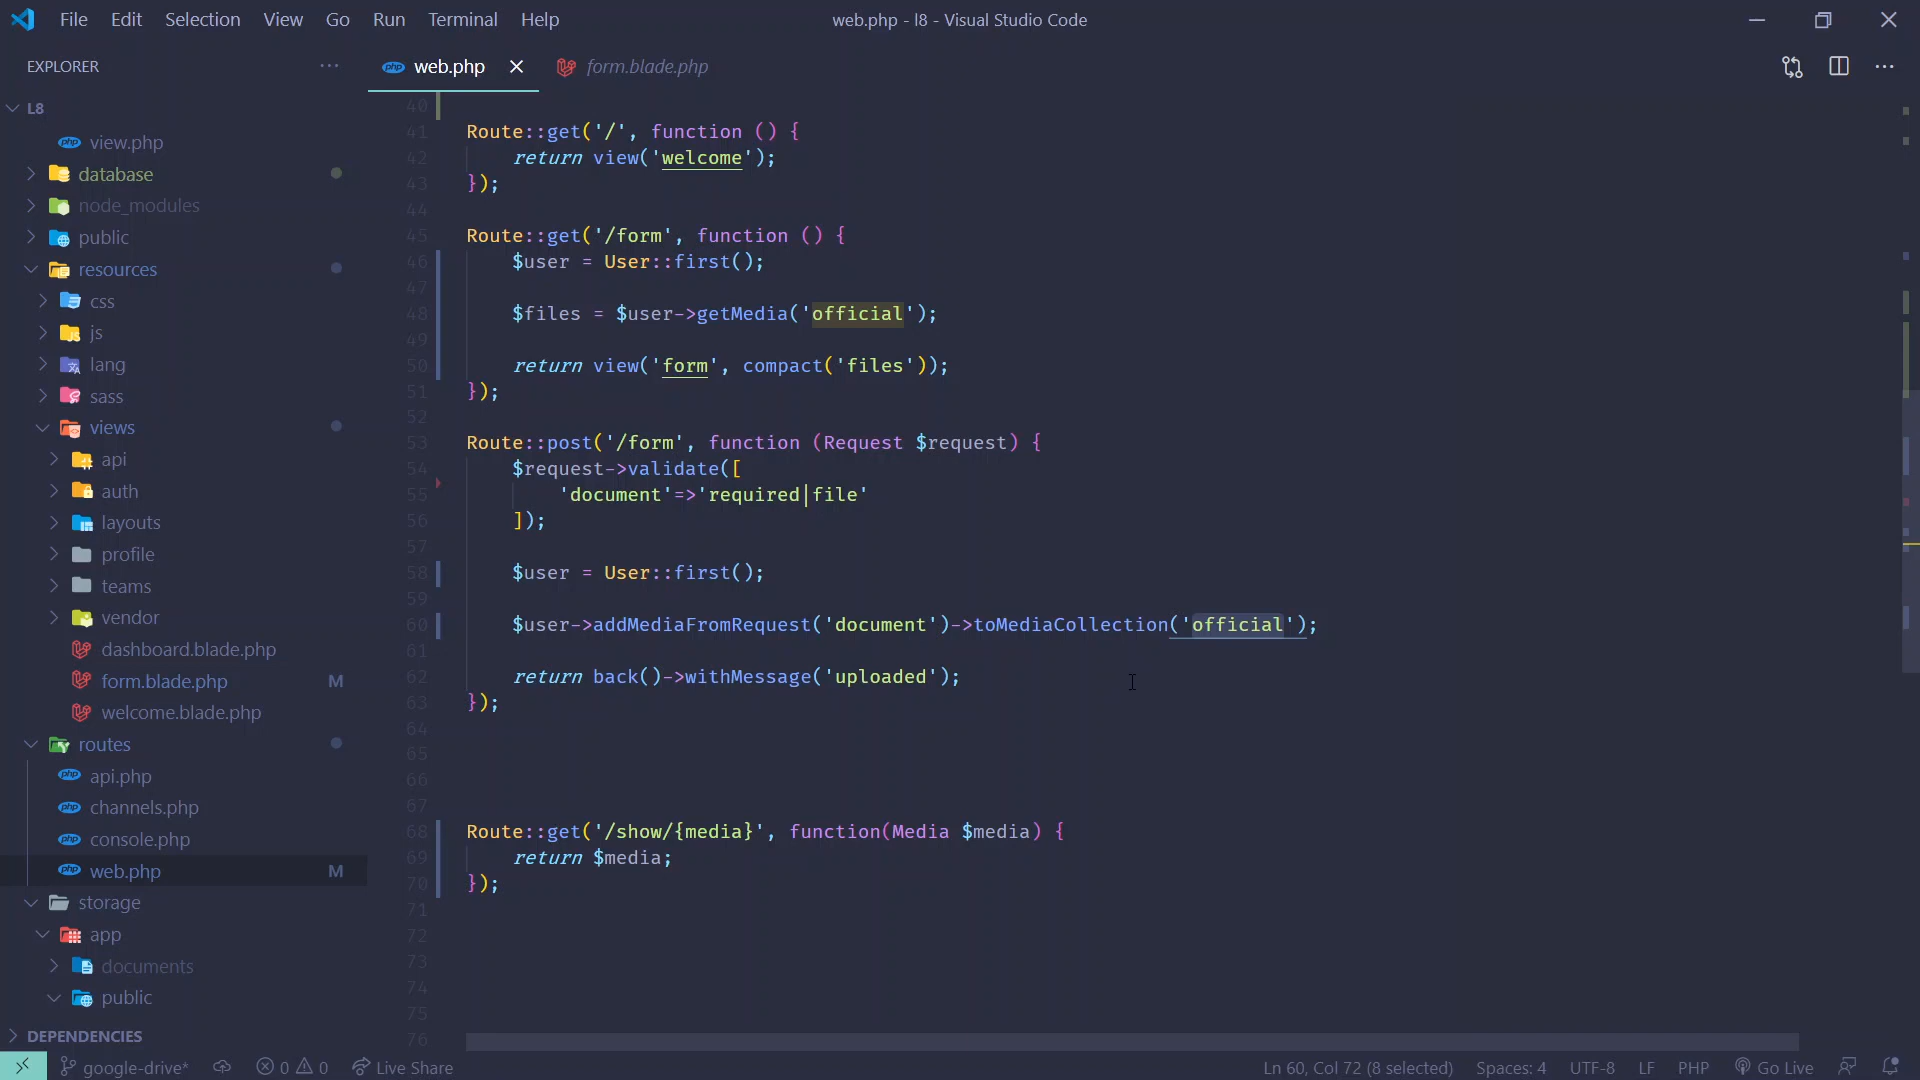 File Edit Selection View Go Run Terminal Help
web.php - l8 - Visual Studio Code
EXPLORER
L8
view.php
database
node_modules
public
resources
css
js
lang
sass
views
api
auth
layouts
profile
teams
vendor
dashboard.blade.php
form.blade.php M
welcome.blade.php
routes
api.php
channels.php
console.php
web.php M
storage
app
documents
public
DEPENDENCIES
php web.php
form.blade.php
40
41 Route::get('/', function () {
42 return view('welcome');
43 });
44
45 Route::get('/form', function () {
46 $user = User::first();
47
48 $files = $user->getMedia('official');
49
50 return view('form', compact('files'));
51 });
52
53 Route::post('/form', function (Request $request) {
54 $request->validate([
55 'document'=>'required|file'
56 ]);
57
58 $user = User::first();
59
60 $user->addMediaFromRequest('document')->toMediaCollection('official');
61
62 return back()->withMessage('uploaded');
63 });
64
65
66
67
68 Route::get('/show/{media}', function(Media $media) {
69 return $media;
70 });
71
72
73
74
75
76
google-drive* 0 0 Live Share
Ln 60, Col 72 (8 selected) Spaces: 4 UTF-8 LF PHP Go Live